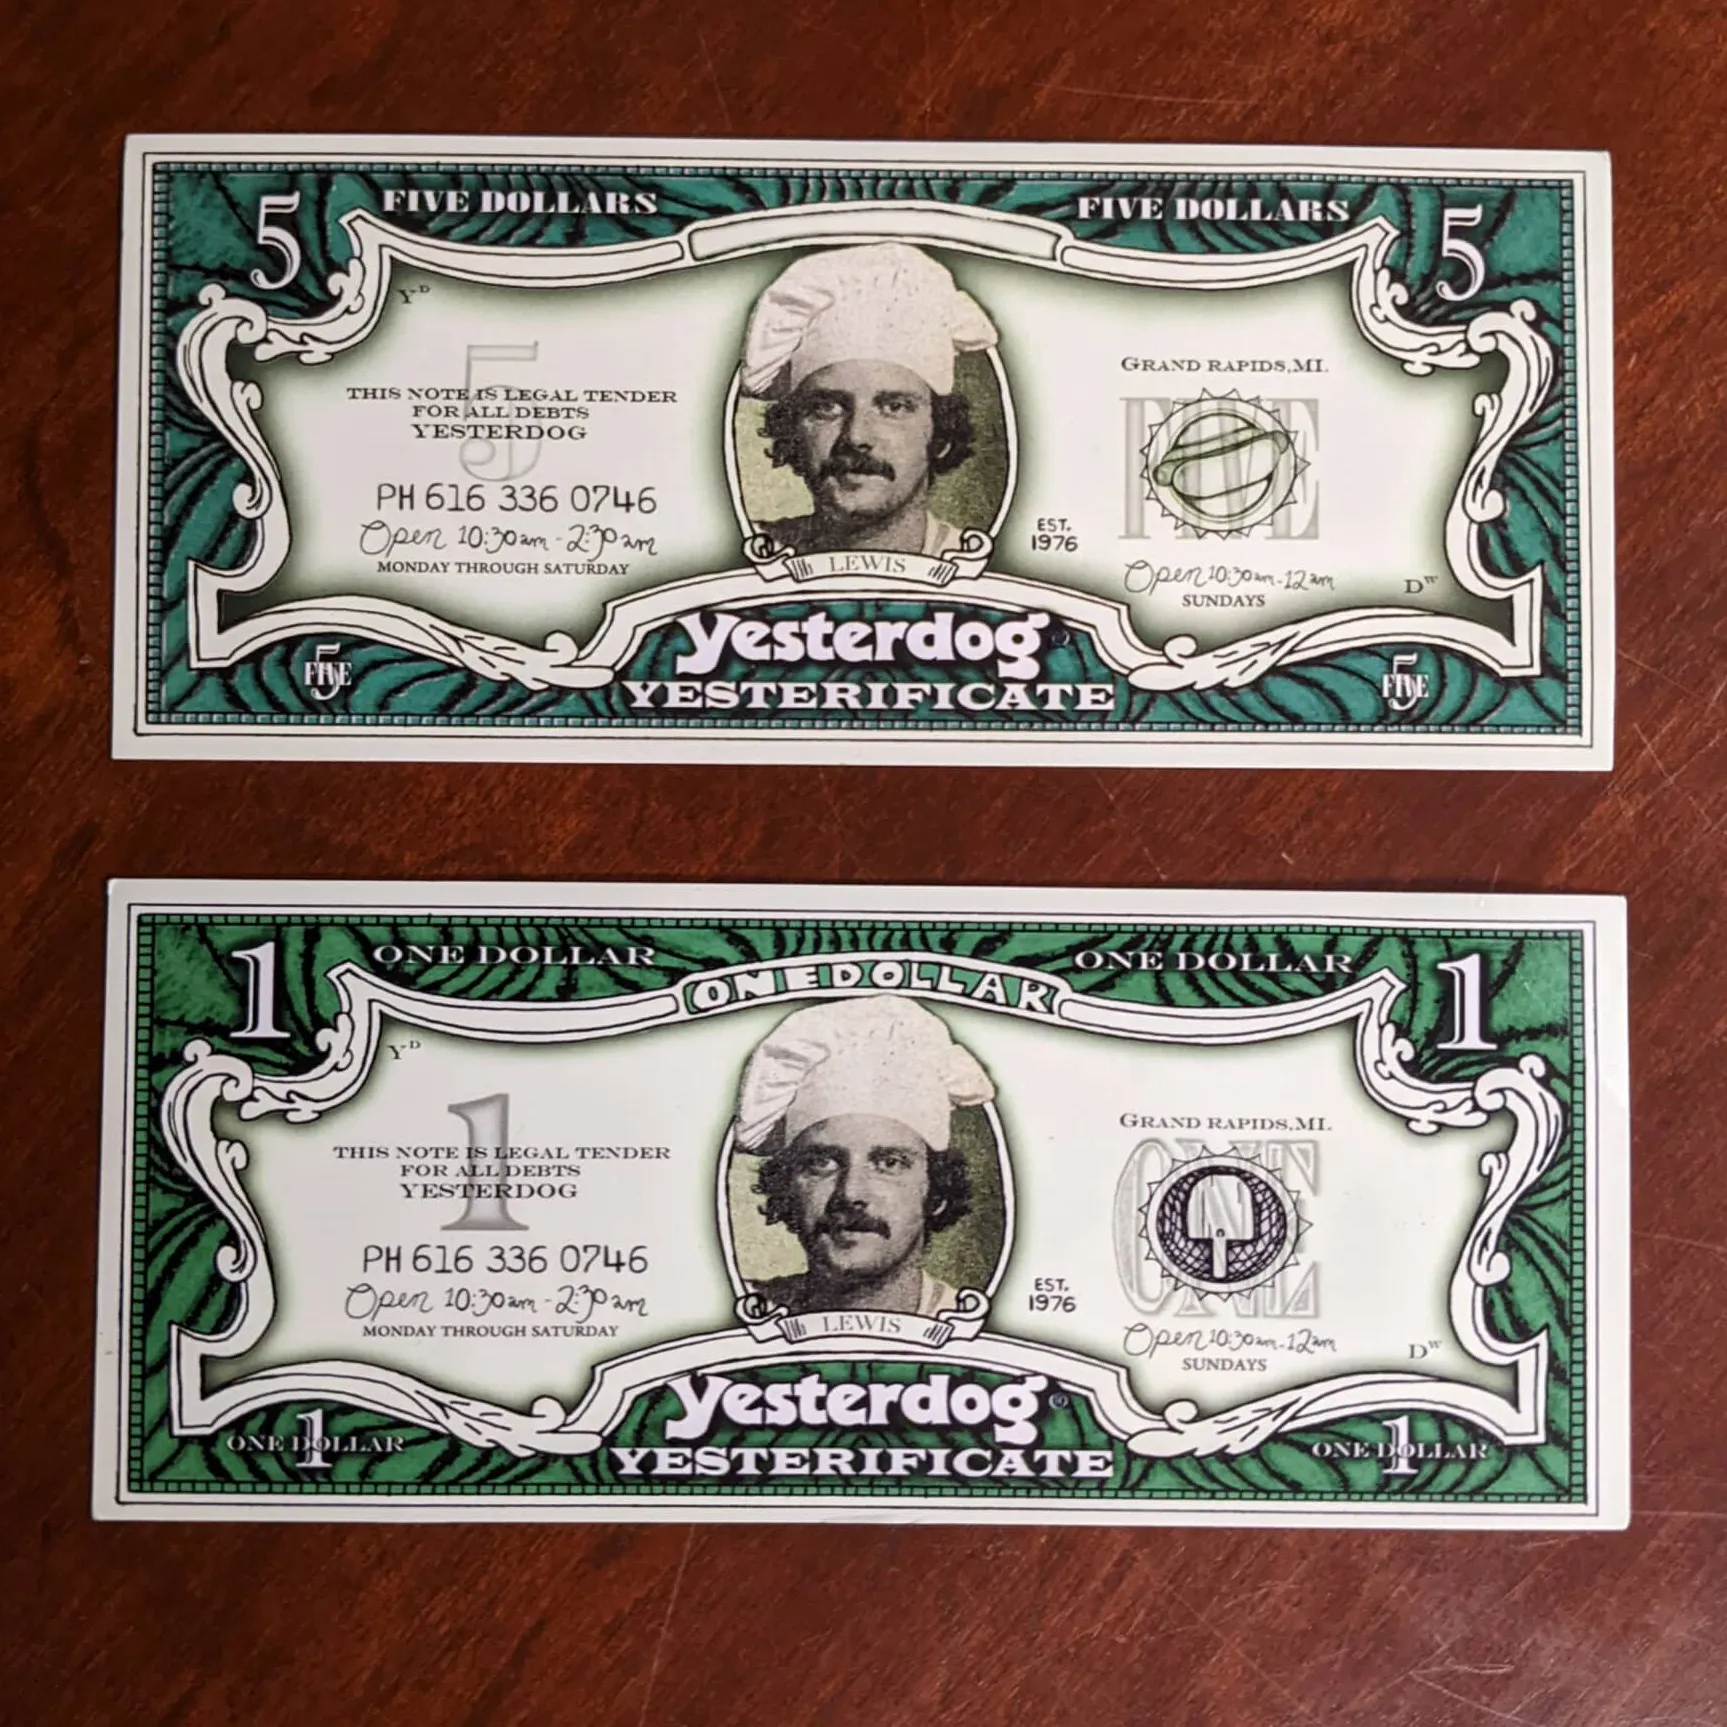 5 FIVE DOLLARS FIVE DOLLARS 5
Y D
GRAND RAPIDS, MI.
5 FIVE
THIS NOTE IS LEGAL TENDER
FOR ALL DEBTS
YESTERDOG
PH 616 336 0746
Open 10:30am - 2:30am
MONDAY THROUGH SATURDAY
EST.
1976
LEWIS
Open 10:30am - 12am
SUNDAYS
D W
yesterdog ®
YESTERIFICATE
5 FIVE 5 FIVE
1 ONE DOLLAR ONE DOLLAR ONE DOLLAR 1
Y D
GRAND RAPIDS, MI.
1 ONE
THIS NOTE IS LEGAL TENDER
FOR ALL DEBTS
YESTERDOG
PH 616 336 0746
Open 10:30am - 2:30am
MONDAY THROUGH SATURDAY
EST.
1976
LEWIS
Open 10:30am - 12am
SUNDAYS
D W
yesterdog ®
YESTERIFICATE
ONE DOLLAR 1 ONE DOLLAR 1